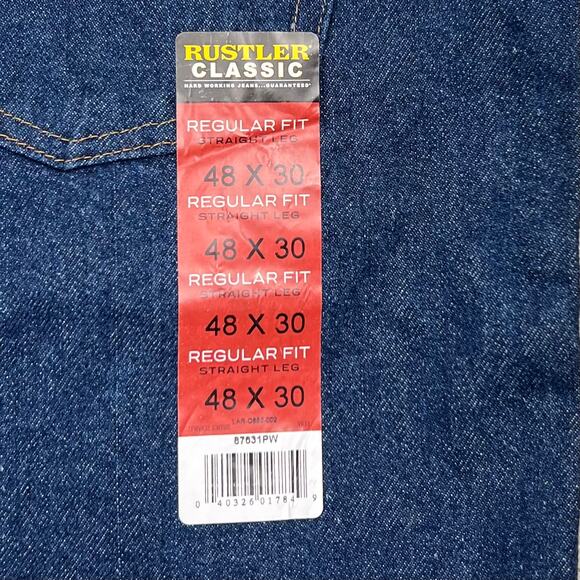 RUSTLER®
CLASSIC
HARD WORKING JEANS...GUARANTEED®
REGULAR FIT
STRAIGHT LEG
48 X 30
REGULAR FIT
STRAIGHT LEG
48 X 30
REGULAR FIT
STRAIGHT LEG
48 X 30
REGULAR FIT
STRAIGHT LEG
48 X 30
87631PW
0 40326 01784 9